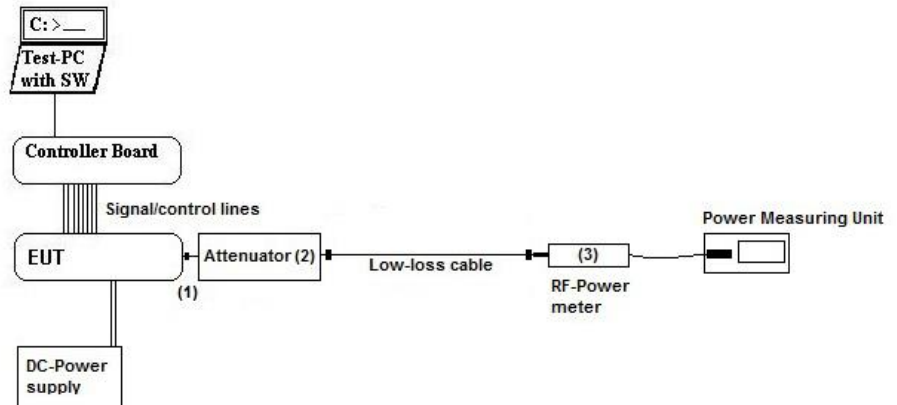 C:>__
Test-PC
with SW
Controller Board
Signal/control lines
Power Measuring Unit
EUT
Attenuator (2)
Low-loss cable
(3)
(1)
RF-Power
meter
DC-Power
supply